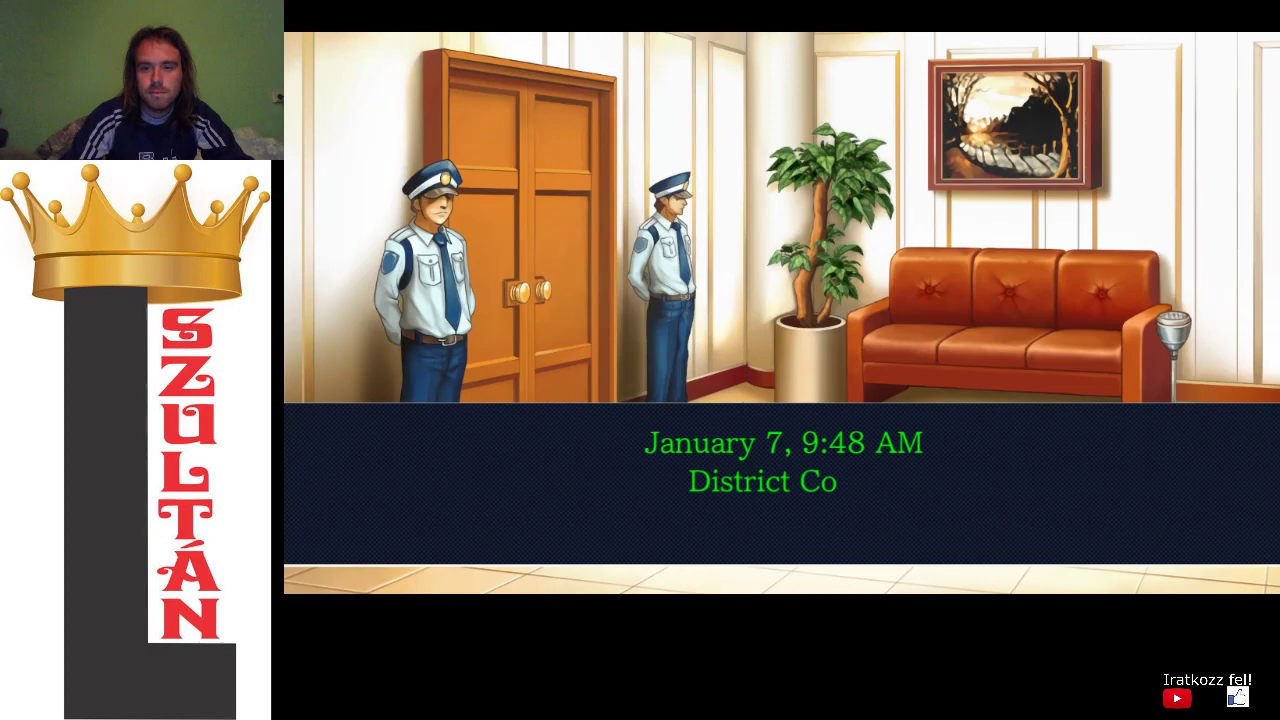 L
SZULTÁN
January 7, 9:48 AM
District Co
Iratkozz fel!